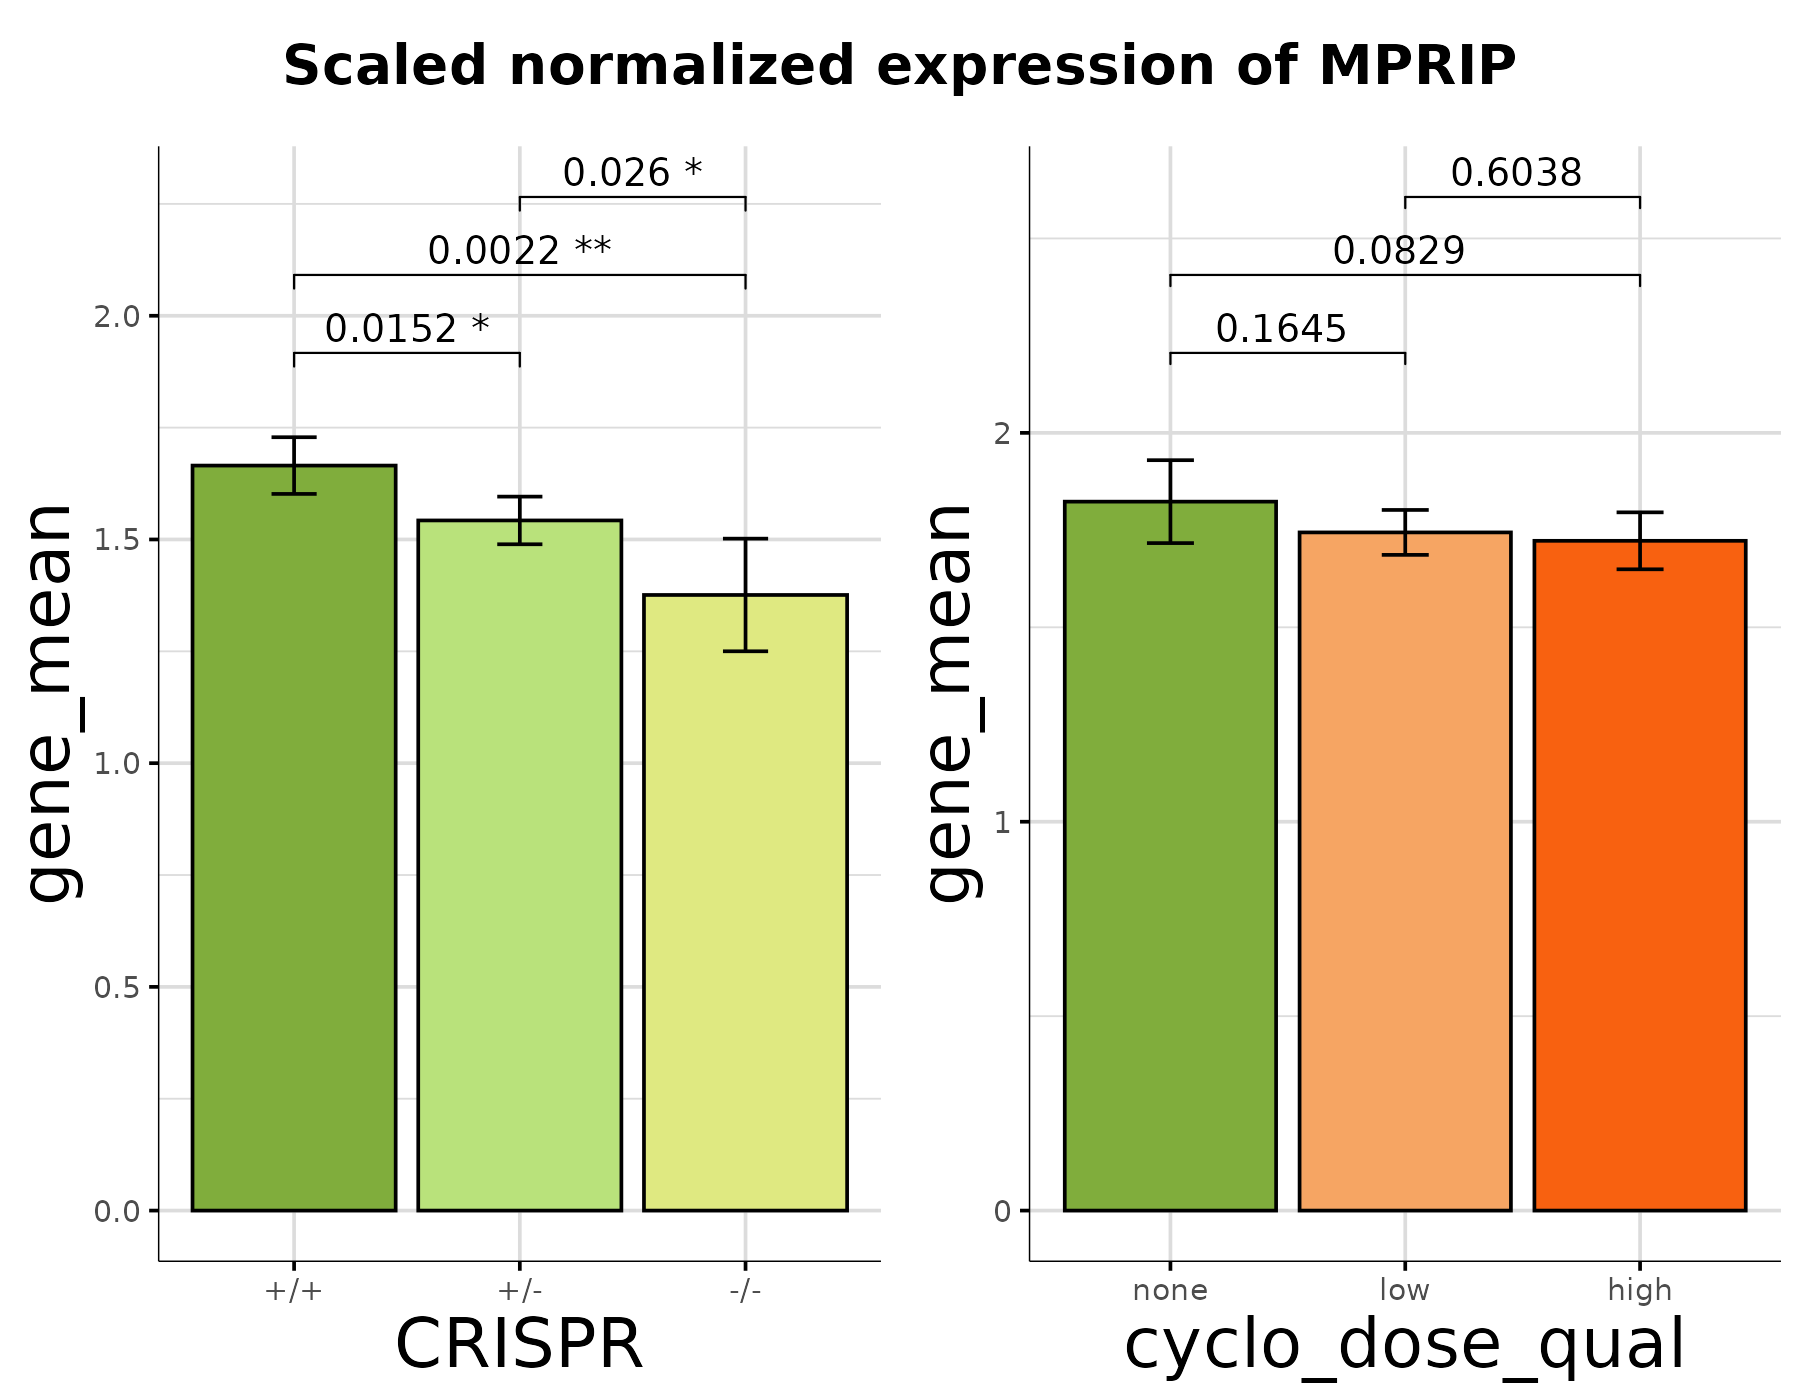 Scaled normalized expression of MPRIP
gene_mean
2.0
1.5
1.0
0.5
0.0
0.026 *
0.0022 **
0.0152 *
+/+
+/-
-/-
CRISPR
gene_mean
2
1
0
0.6038
0.0829
0.1645
none
low
high
cyclo_dose_qual